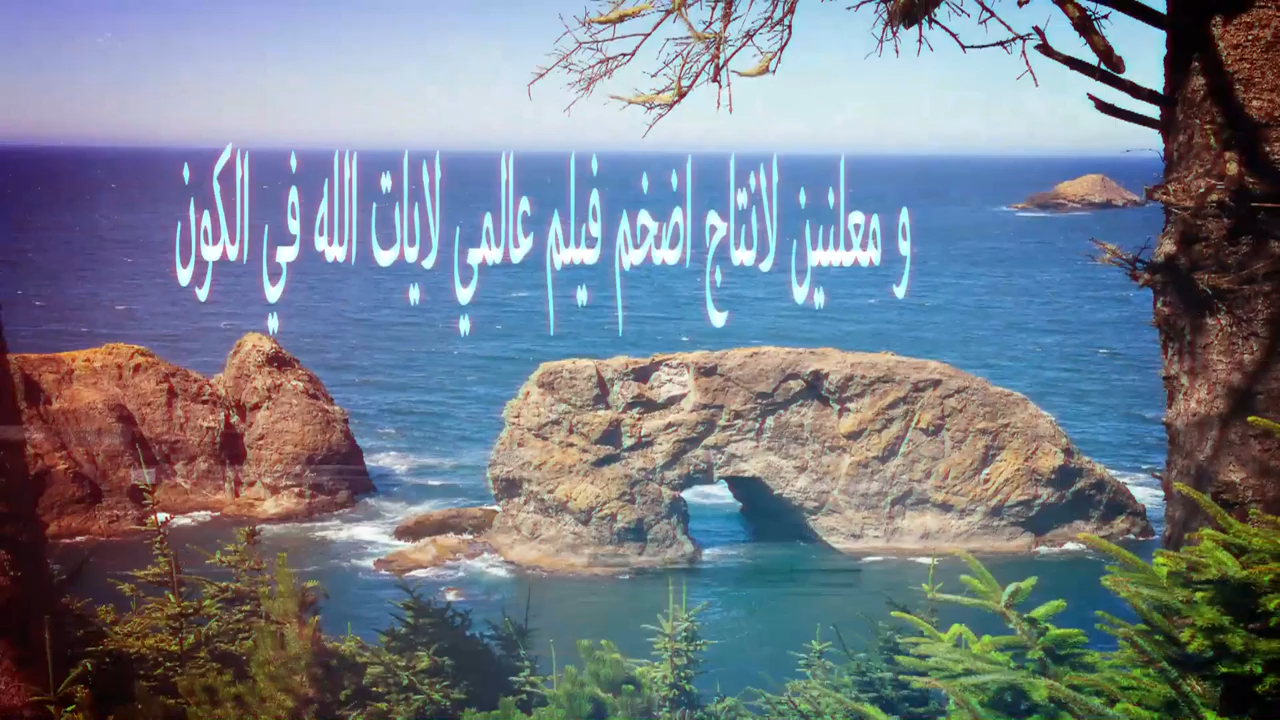 و معلنين لانتاج اضخم فيلم عالمي لايات الله في الكون